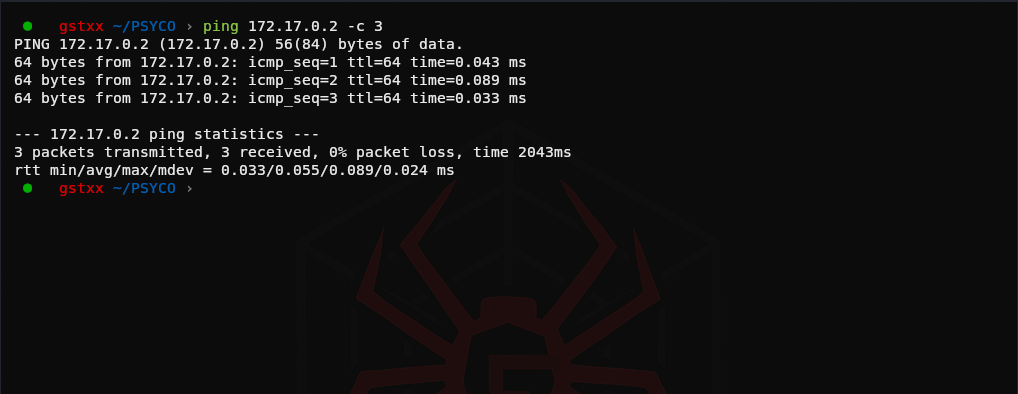 gstxx ~/PSYCO › ping 172.17.0.2 -c 3
PING 172.17.0.2 (172.17.0.2) 56(84) bytes of data.
64 bytes from 172.17.0.2: icmp_seq=1 ttl=64 time=0.043 ms
64 bytes from 172.17.0.2: icmp_seq=2 ttl=64 time=0.089 ms
64 bytes from 172.17.0.2: icmp_seq=3 ttl=64 time=0.033 ms
--- 172.17.0.2 ping statistics ---
3 packets transmitted, 3 received, 0% packet loss, time 2043ms
rtt min/avg/max/mdev = 0.033/0.055/0.089/0.024 ms
gstxx ~/PSYCO ›